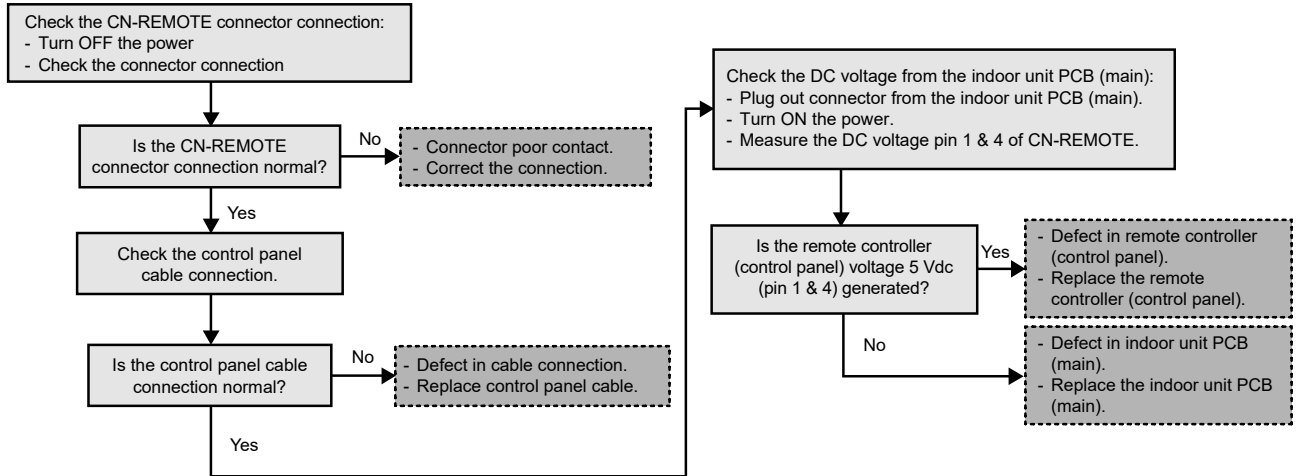 Check the CN-REMOTE connector connection:
- Turn OFF the power
- Check the connector connection
Is the CN-REMOTE
connector connection normal?
No
- Connector poor contact.
- Correct the connection.
Yes
Check the control panel
cable connection.
Is the control panel cable
connection normal?
No
- Defect in cable connection.
- Replace control panel cable.
Yes
Check the DC voltage from the indoor unit PCB (main):
- Plug out connector from the indoor unit PCB (main).
- Turn ON the power.
- Measure the DC voltage pin 1 & 4 of CN-REMOTE.
Is the remote controller
(control panel) voltage 5 Vdc
(pin 1 & 4) generated?
Yes
- Defect in remote controller
(control panel).
- Replace the remote
controller (control panel).
No
- Defect in indoor unit PCB
(main).
- Replace the indoor unit PCB
(main).